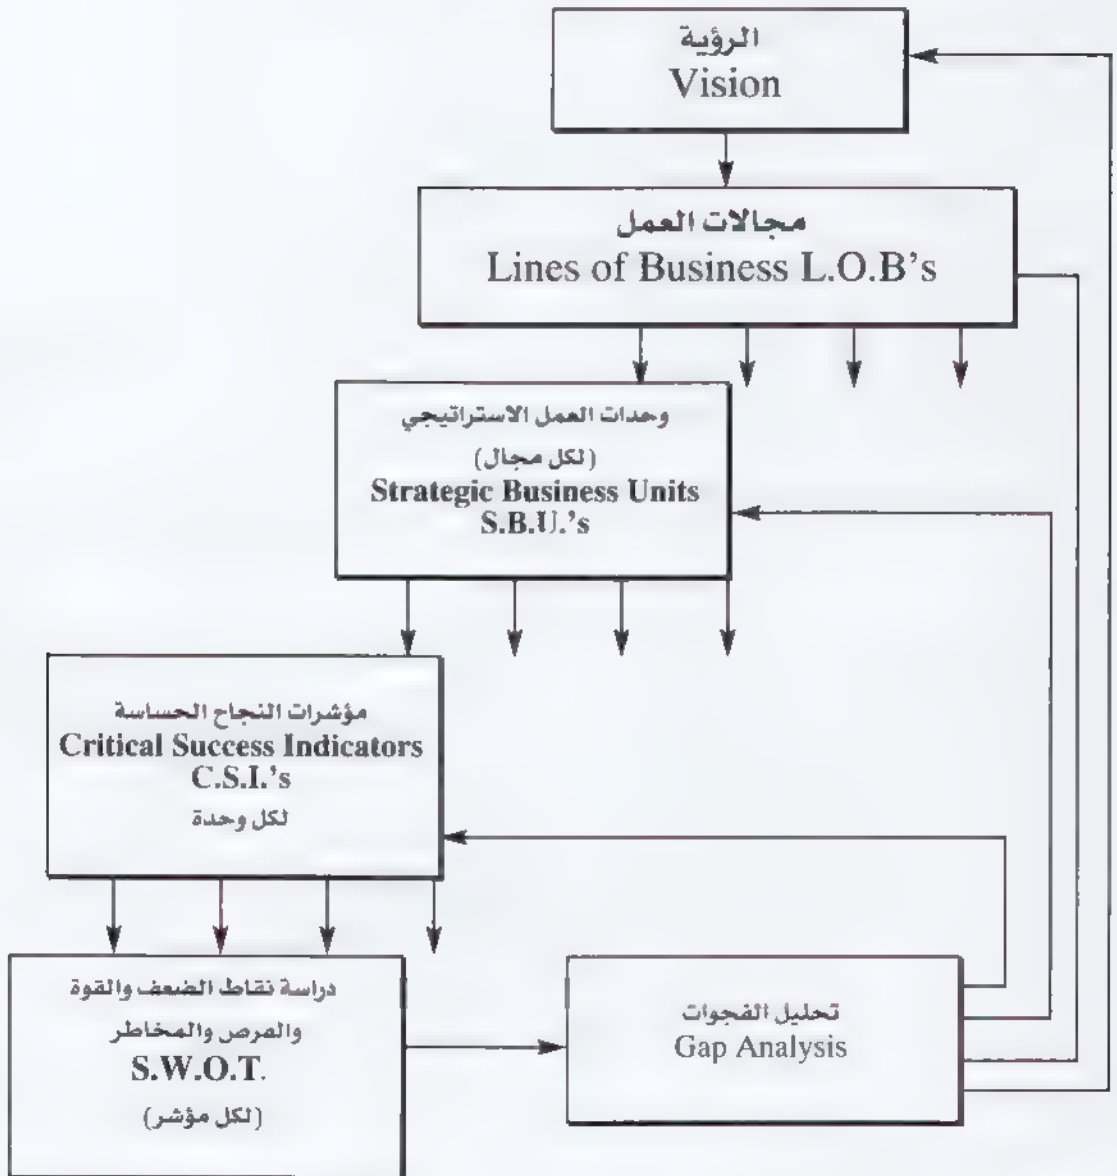 الرؤية
Vision
مجالات العمل
Lines of Business L.O.B's
وحدات العمل الاستراتيجي
(لكل مجال)
Strategic Business Units
S.B.U.'s
مؤشرات النجاح الحساسة
Critical Success Indicators
C.S.I.'s
لكل وحدة
دراسة نقاط الضعف والقوة
والفرص والمخاطر
S.W.O.T.
(لكل مؤشر)
تحليل الفجوات
Gap Analysis